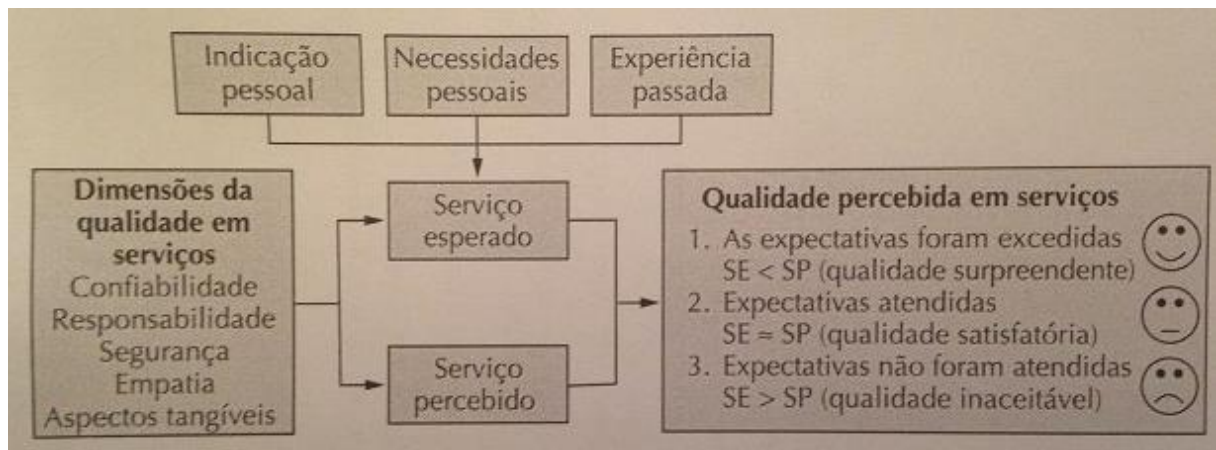 Indicação
pessoal
Necessidades
pessoais
Experiência
passada
Dimensões da
qualidade em
serviços
Confiabilidade
Responsabilidade
Segurança
Empatia
Aspectos tangíveis
Serviço
esperado
Serviço
percebido
Qualidade percebida em serviços
1. As expectativas foram excedidas
SE < SP (qualidade surpreendente)
2. Expectativas atendidas
SE ≈ SP (qualidade satisfatória)
3. Expectativas não foram atendidas
SE > SP (qualidade inaceitável)